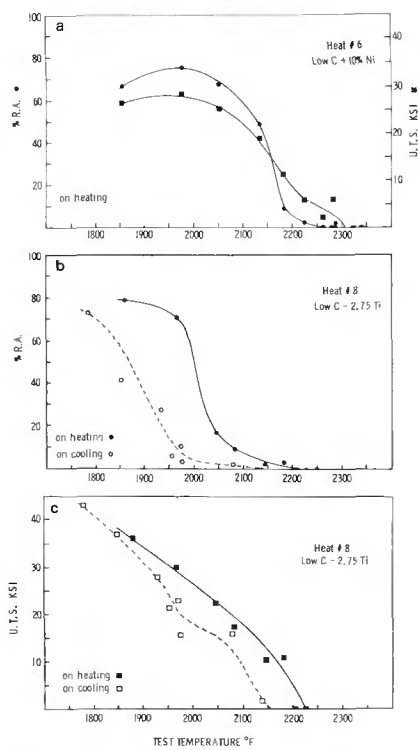 a
100
80
60
40
20
% R.A. ●
Heat # 6
Low C + 10% Ni
40
30
20
10
U.T.S. KSI ■
on heating
1800 1900 2000 2100 2200 2300
b
100
80
60
40
20
% R.A.
Heat # 8
Low C - 2.75 Ti
on heating ●
on cooling ○
1800 1900 2000 2100 2200 2300
c
40
30
20
10
U.T.S. KSI
Heat # 8
Low C - 2.75 Ti
on heating ■
on cooling □
1800 1900 2000 2100 2200 2300
TEST TEMPERATURE °F